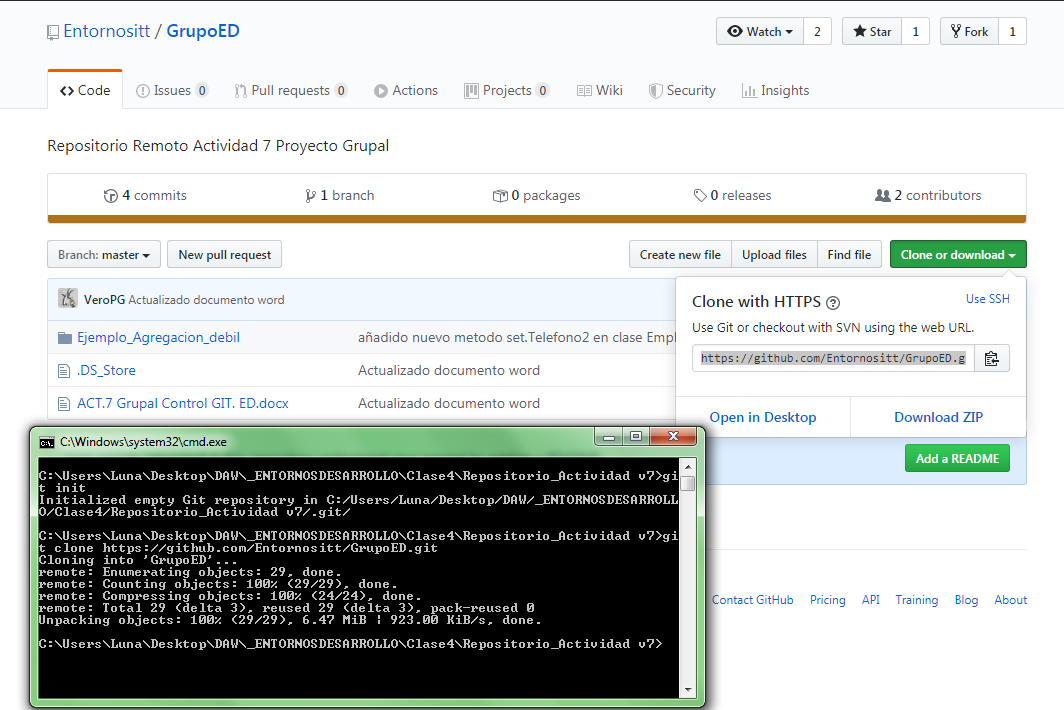 Entornositt / GrupoED
Watch 2 Star 1 Fork 1
Code Issues 0 Pull requests 0 Actions Projects 0 Wiki Security Insights
Repositorio Remoto Actividad 7 Proyecto Grupal
4 commits 1 branch 0 packages 0 releases 2 contributors
Branch: master New pull request Create new file Upload files Find file Clone or download
VeroPG Actualizado documento word
Ejemplo_Agregacion_debil añadido nuevo metodo set.Telefono2 en clase Empl
.DS_Store Actualizado documento word
ACT.7 Grupal Control GIT. ED.docx Actualizado documento word
Clone with HTTPS ? Use SSH
Use Git or checkout with SVN using the web URL.
https://github.com/Entornositt/GrupoED.g
Open in Desktop Download ZIP
Add a README
C:\Windows\system32\cmd.exe
C:\Users\Luna\Desktop\DAW\_ENTORNOSDESARROLLO\Clase4\Repositorio_Actividad v7>gi
t init
Initialized empty Git repository in C:/Users/Luna/Desktop/DAW/_ENTORNOSDESARROLL
O/Clase4/Repositorio_Actividad v7/.git/
C:\Users\Luna\Desktop\DAW\_ENTORNOSDESARROLLO\Clase4\Repositorio_Actividad v7>gi
t clone https://github.com/Entornositt/GrupoED.git
Cloning into 'GrupoED'...
remote: Enumerating objects: 29, done.
remote: Counting objects: 100% (29/29), done.
remote: Compressing objects: 100% (24/24), done.
remote: Total 29 (delta 3), reused 29 (delta 3), pack-reused 0
Unpacking objects: 100% (29/29), 6.47 MiB | 923.00 KiB/s, done.
C:\Users\Luna\Desktop\DAW\_ENTORNOSDESARROLLO\Clase4\Repositorio_Actividad v7>
Contact GitHub Pricing API Training Blog About